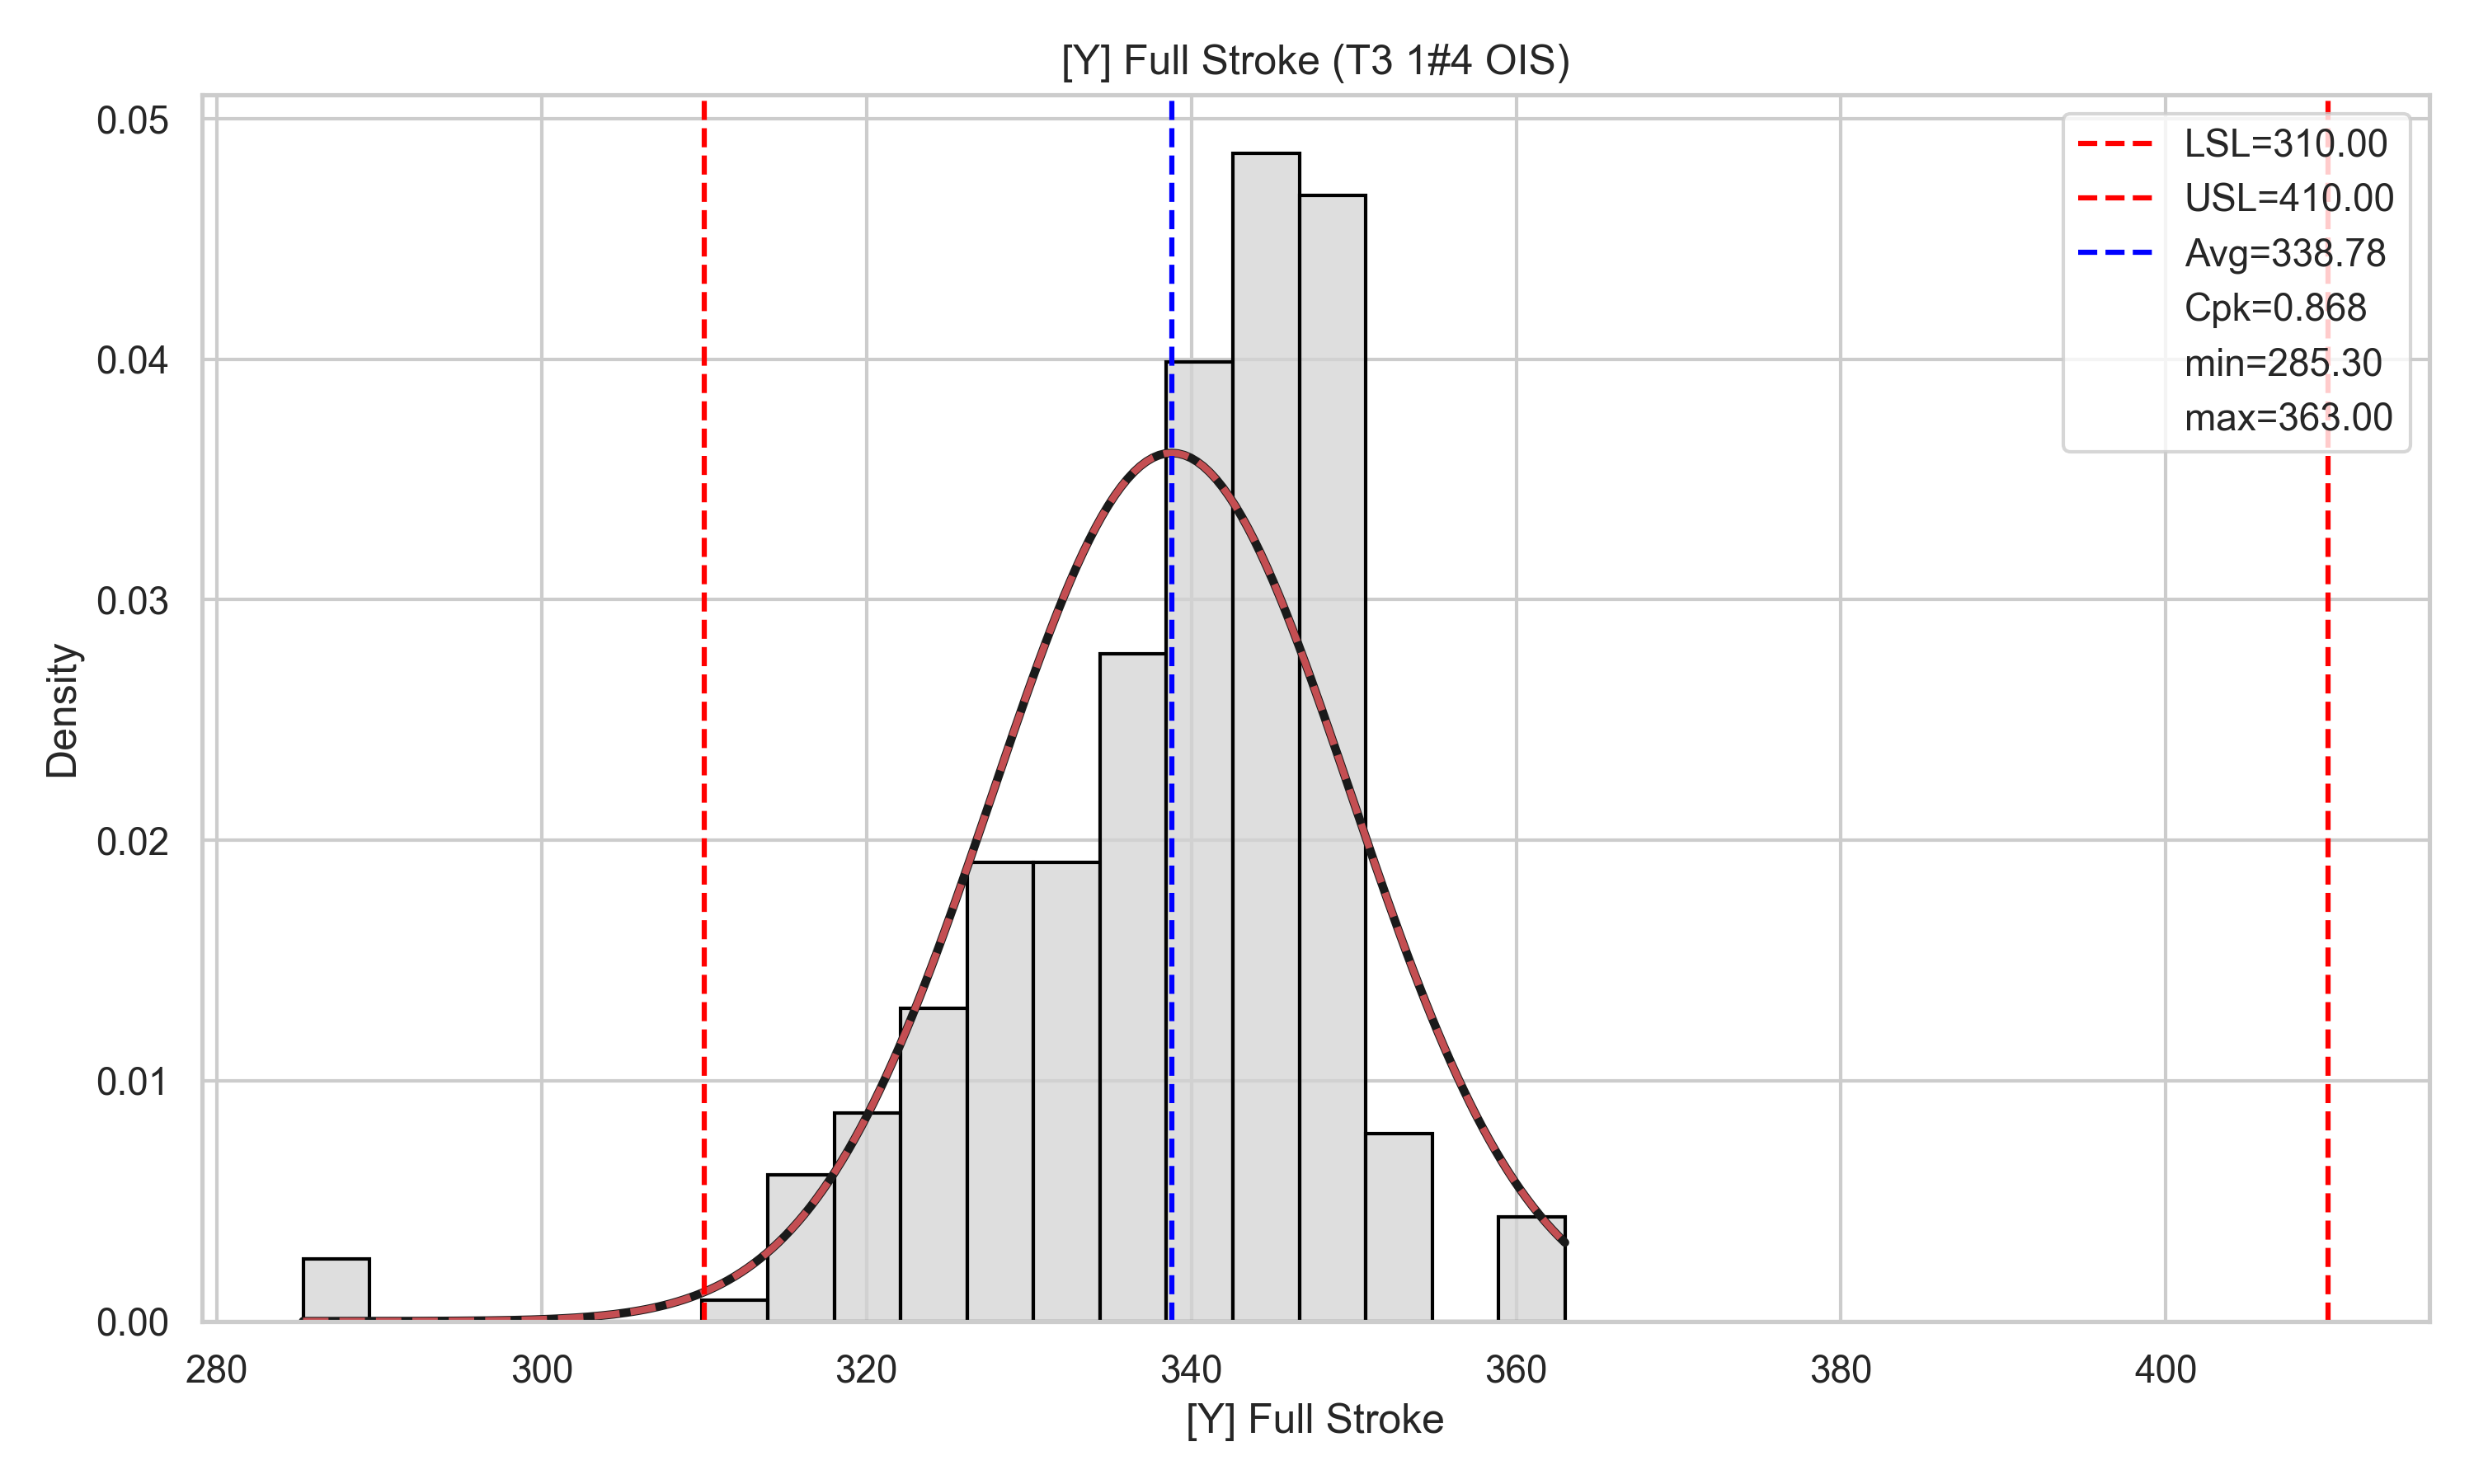 [Y] Full Stroke (T3 1#4 OIS)
0.05
0.04
0.03
0.02
0.01
0.00
Density
LSL=310.00
USL=410.00
Avg=338.78
Cpk=0.868
min=285.30
max=363.00
280 300 320 340 360 380 400
[Y] Full Stroke